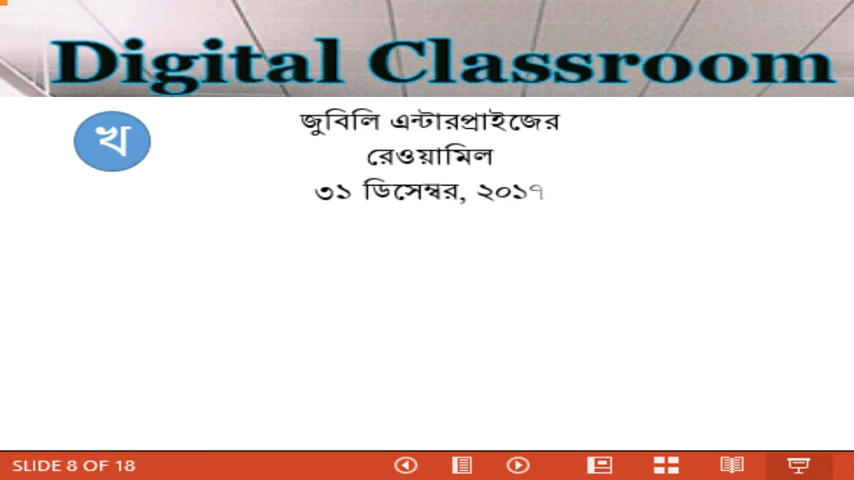 Digital Classroom
খ
জুবিলি এন্টারপ্রাইজের
রেওয়ামিল
৩১ ডিসেম্বর, ২০১৭
SLIDE 8 OF 18